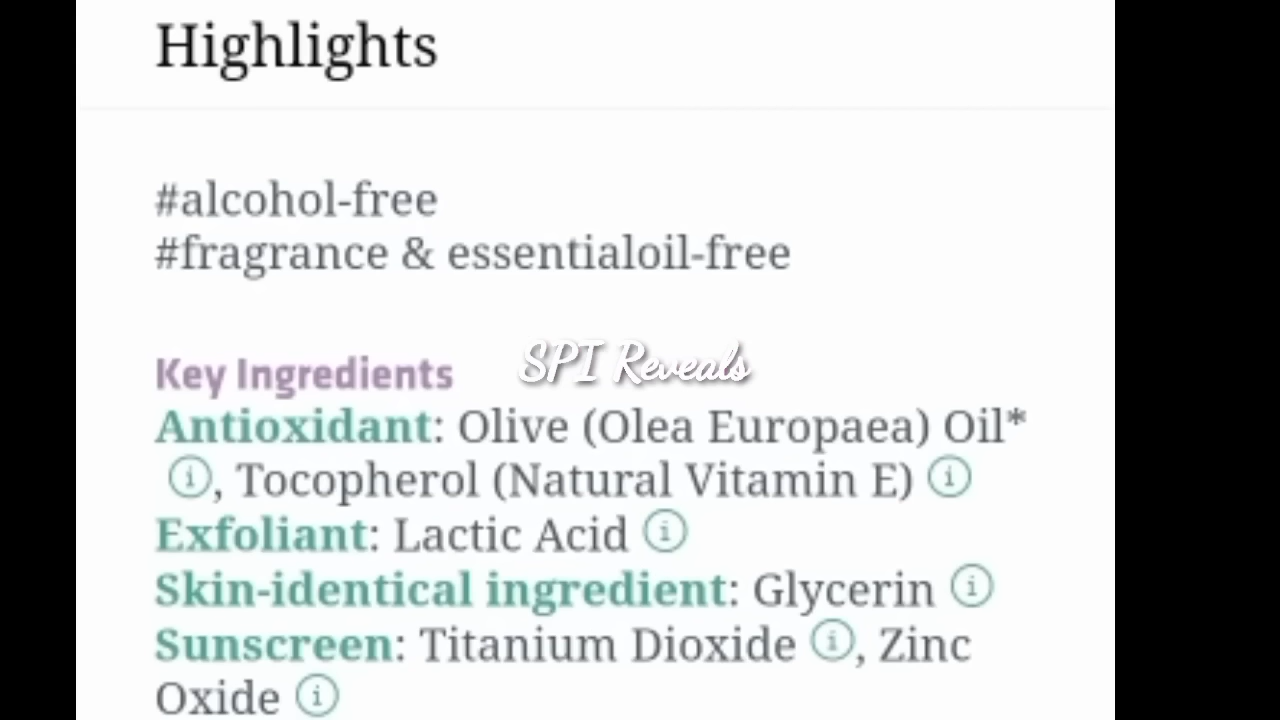 Highlights
#alcohol-free
#fragrance & essentialoil-free
SPI Reveals
Key Ingredients
Antioxidant: Olive (Olea Europaea) Oil*
i, Tocopherol (Natural Vitamin E) i
Exfoliant: Lactic Acid i
Skin-identical ingredient: Glycerin i
Sunscreen: Titanium Dioxide i, Zinc
Oxide i